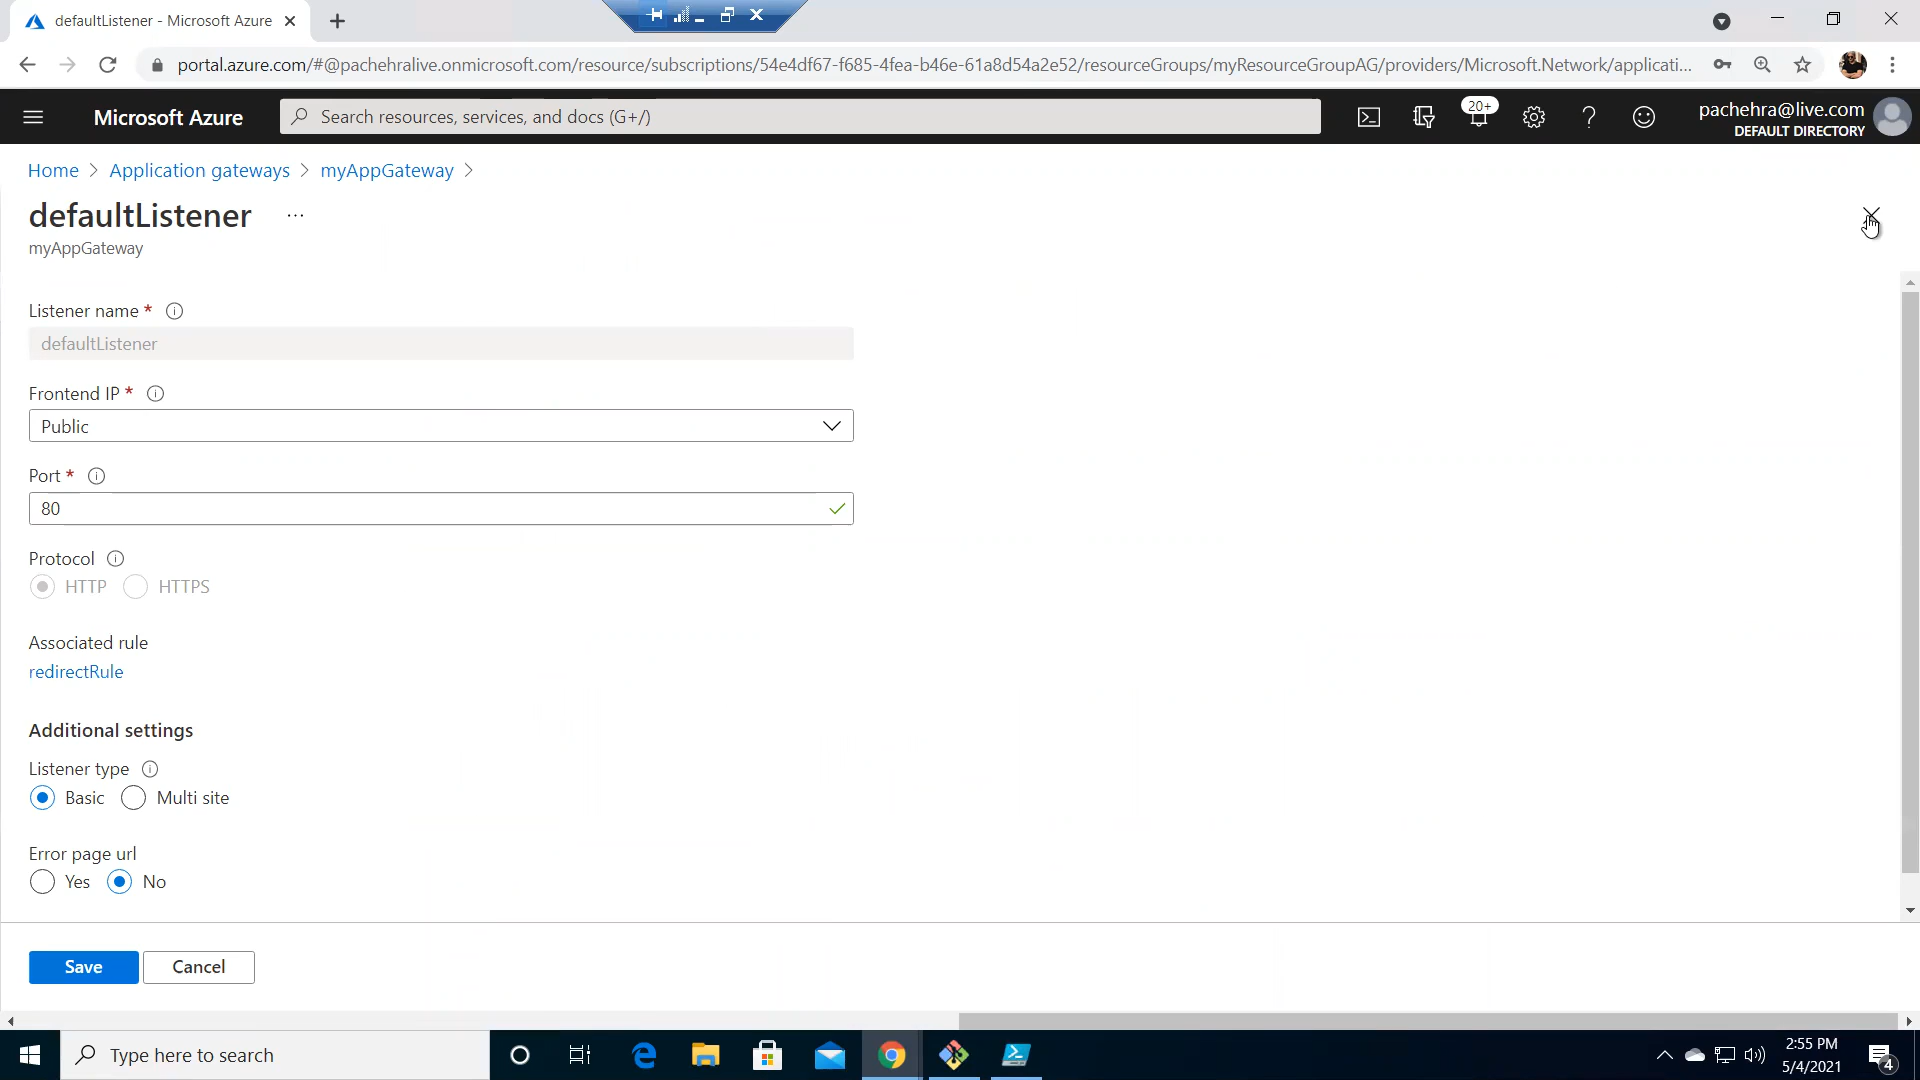 defaultListener - Microsoft Azure
portal.azure.com/#@pachehralive.onmicrosoft.com/resource/subscriptions/54e4df67-f685-4fea-b46e-61a8d54a2e52/resourceGroups/myResourceGroupAG/providers/Microsoft.Network/applicati...
Microsoft Azure
Search resources, services, and docs (G+/)
20+
pachehra@live.com
DEFAULT DIRECTORY
Home > Application gateways > myAppGateway >
defaultListener ...
myAppGateway
Listener name *
defaultListener
Frontend IP *
Public
Port *
80
Protocol
HTTP HTTPS
Associated rule
redirectRule
Additional settings
Listener type
Basic Multi site
Error page url
Yes No
Save Cancel
Type here to search
2:55 PM
5/4/2021
4